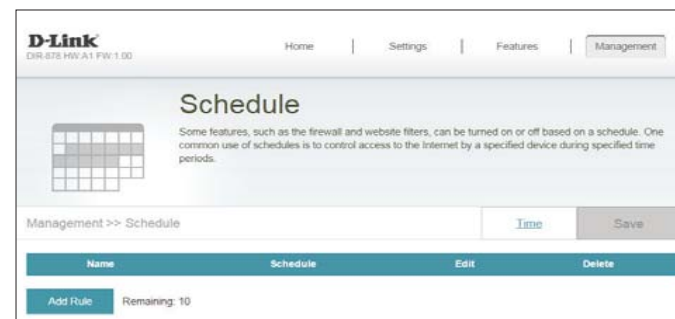 D-Link
DIR-878 HW:A1 FW:1.00
Home | Settings | Features | Management
Schedule
Some features, such as the firewall and website filters, can be turned on or off based on a schedule. One
common use of schedules is to control access to the Internet by a specified device during specified time
periods.
Management >> Schedule
Time
Save
Name Schedule Edit Delete
Add Rule Remaining: 10